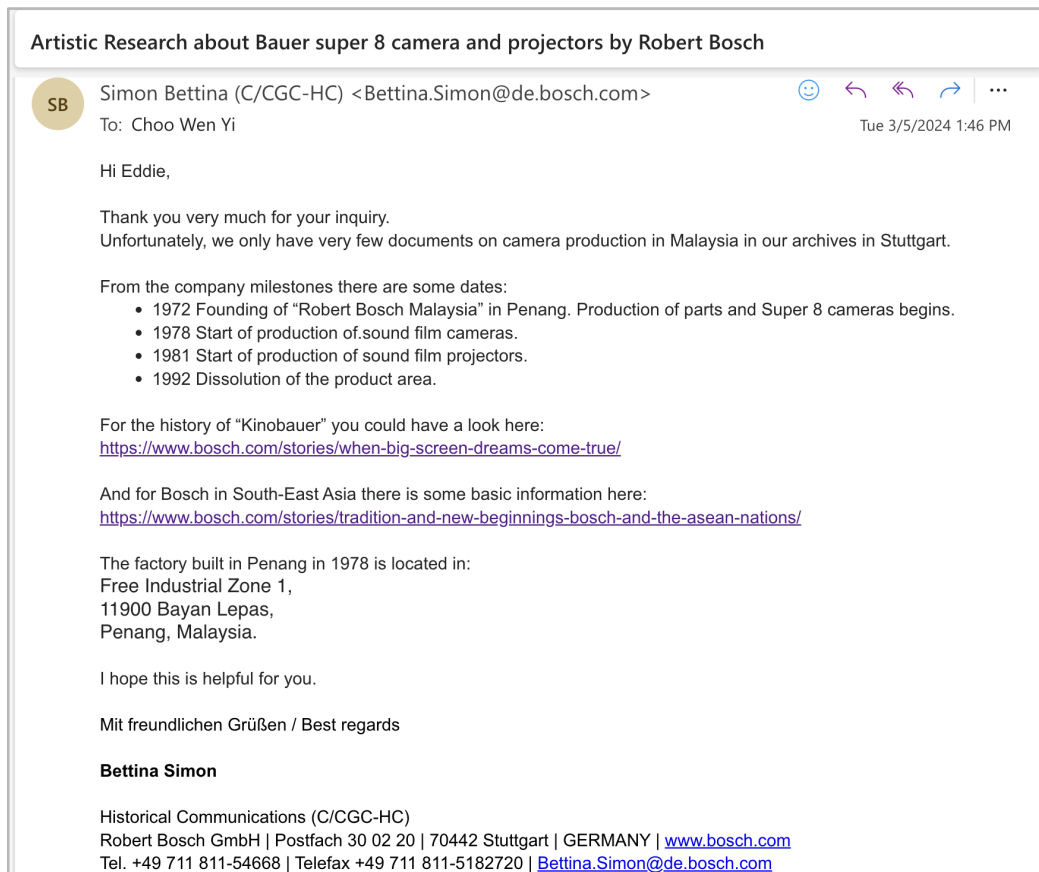 Artistic Research about Bauer super 8 camera and projectors by Robert Bosch
SB
Simon Bettina (C/CGC-HC) <Bettina.Simon@de.bosch.com>
To: Choo Wen Yi
Tue 3/5/2024 1:46 PM
Hi Eddie,
Thank you very much for your inquiry.
Unfortunately, we only have very few documents on camera production in Malaysia in our archives in Stuttgart.
From the company milestones there are some dates:
• 1972 Founding of “Robert Bosch Malaysia” in Penang. Production of parts and Super 8 cameras begins.
• 1978 Start of production of.sound film cameras.
• 1981 Start of production of sound film projectors.
• 1992 Dissolution of the product area.
For the history of “Kinobauer” you could have a look here:
https://www.bosch.com/stories/when-big-screen-dreams-come-true/
And for Bosch in South-East Asia there is some basic information here:
https://www.bosch.com/stories/tradition-and-new-beginnings-bosch-and-the-asean-nations/
The factory built in Penang in 1978 is located in:
Free Industrial Zone 1,
11900 Bayan Lepas,
Penang, Malaysia.
I hope this is helpful for you.
Mit freundlichen Grüßen / Best regards
Bettina Simon
Historical Communications (C/CGC-HC)
Robert Bosch GmbH | Postfach 30 02 20 | 70442 Stuttgart | GERMANY | www.bosch.com
Tel. +49 711 811-54668 | Telefax +49 711 811-5182720 | Bettina.Simon@de.bosch.com